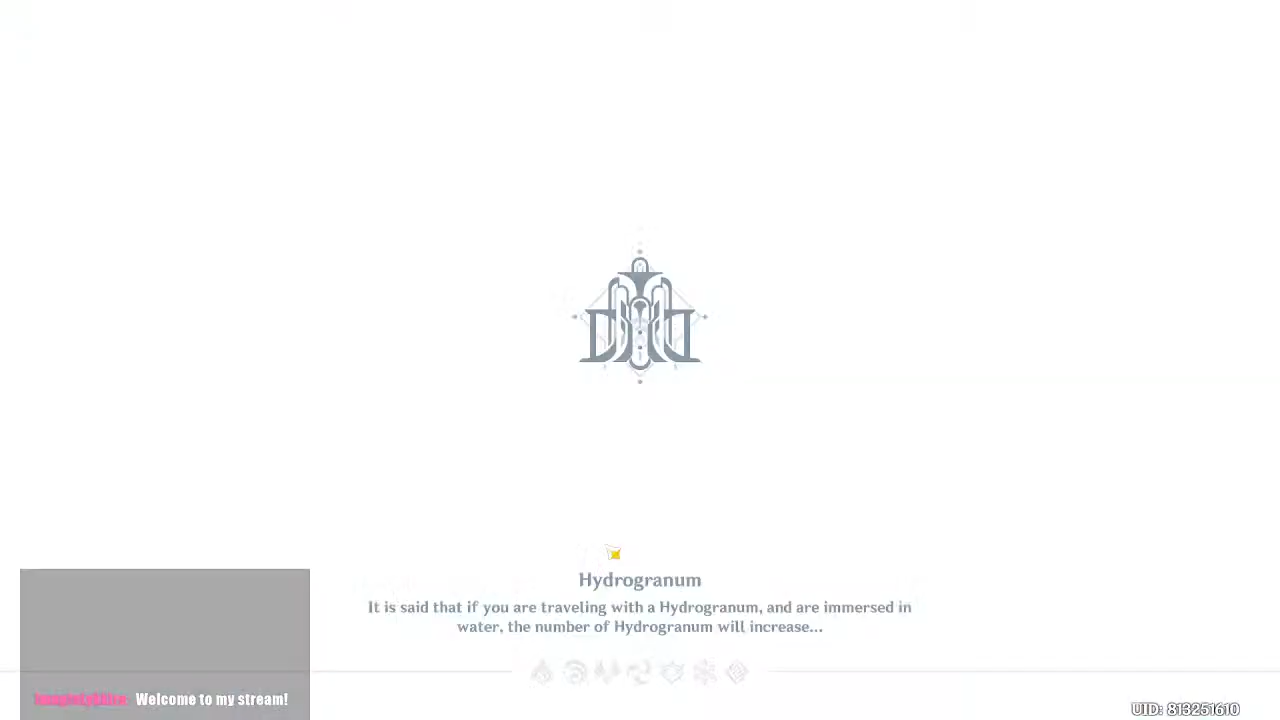 Hydrogranum
It is said that if you are traveling with a Hydrogranum, and are immersed in
water, the number of Hydrogranum will increase...
Welcome to my stream!
UID: 813251610